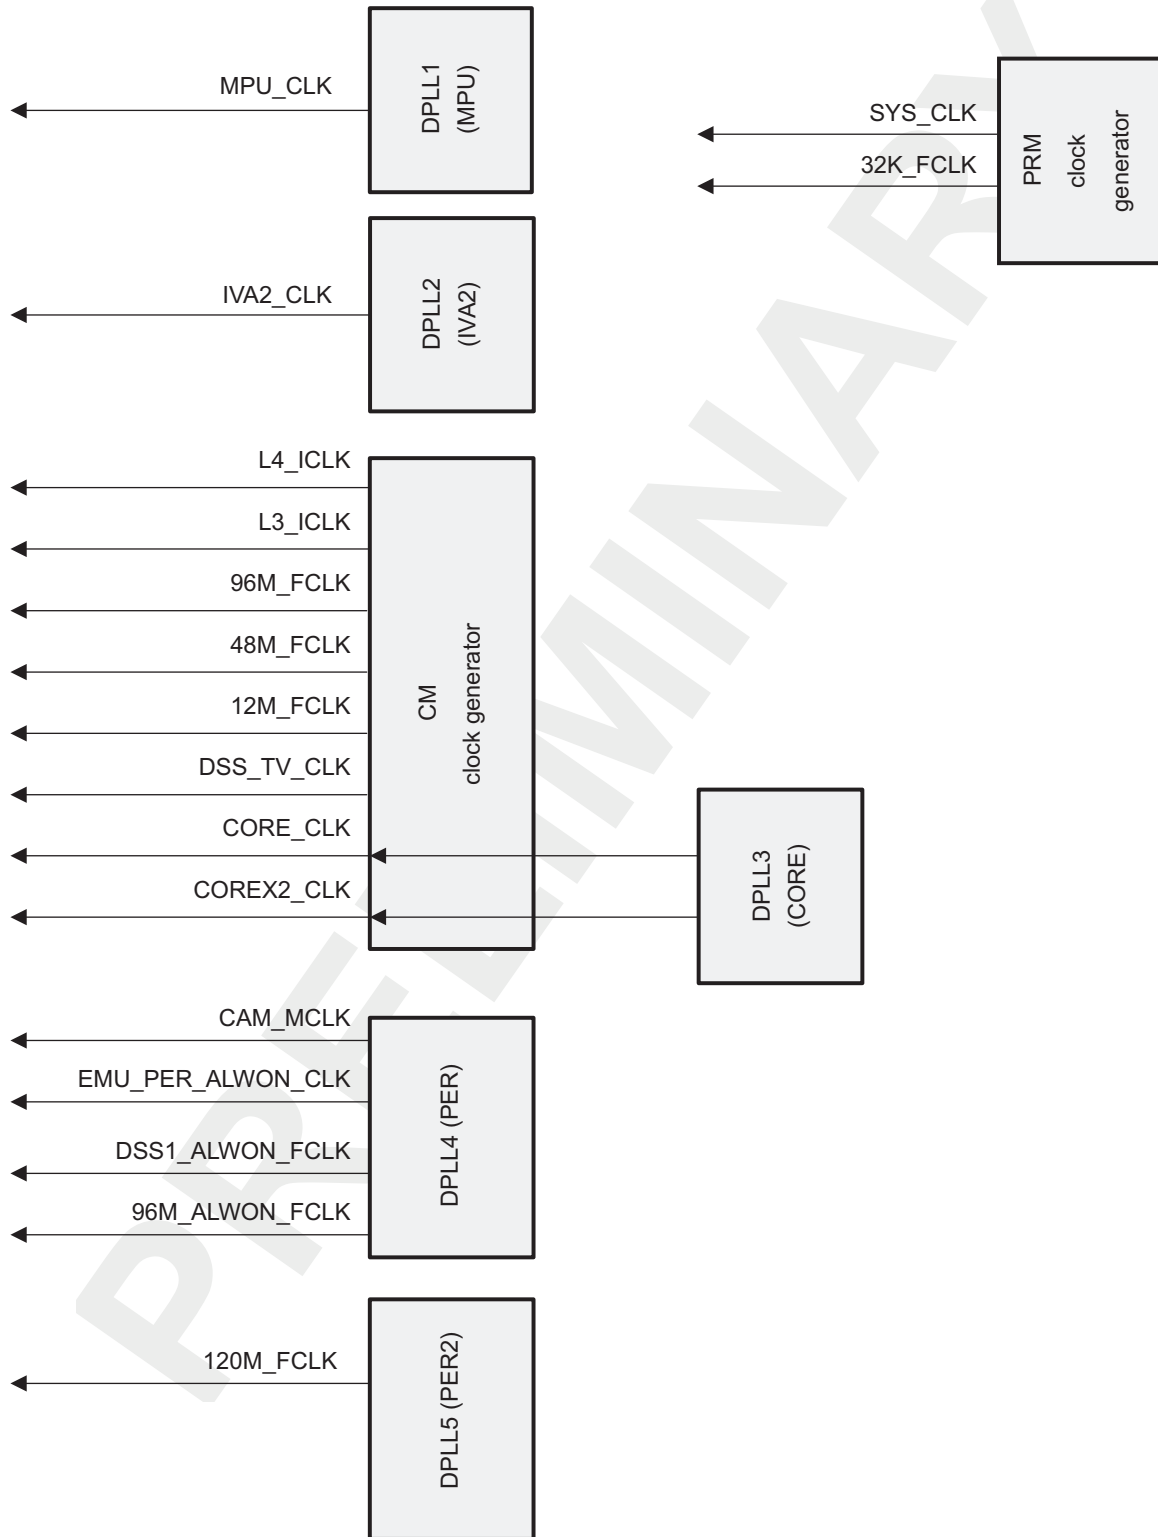 MPU_CLK
DPLL1
(MPU)
SYS_CLK
32K_FCLK
PRM
clock
generator
IVA2_CLK
DPLL2
(IVA2)
L4_ICLK
L3_ICLK
96M_FCLK
48M_FCLK
12M_FCLK
DSS_TV_CLK
CORE_CLK
COREX2_CLK
CM
clock generator
DPLL3
(CORE)
CAM_MCLK
EMU_PER_ALWON_CLK
DSS1_ALWON_FCLK
96M_ALWON_FCLK
DPLL4 (PER)
120M_FCLK
DPLL5 (PER2)
PRELIMINARY